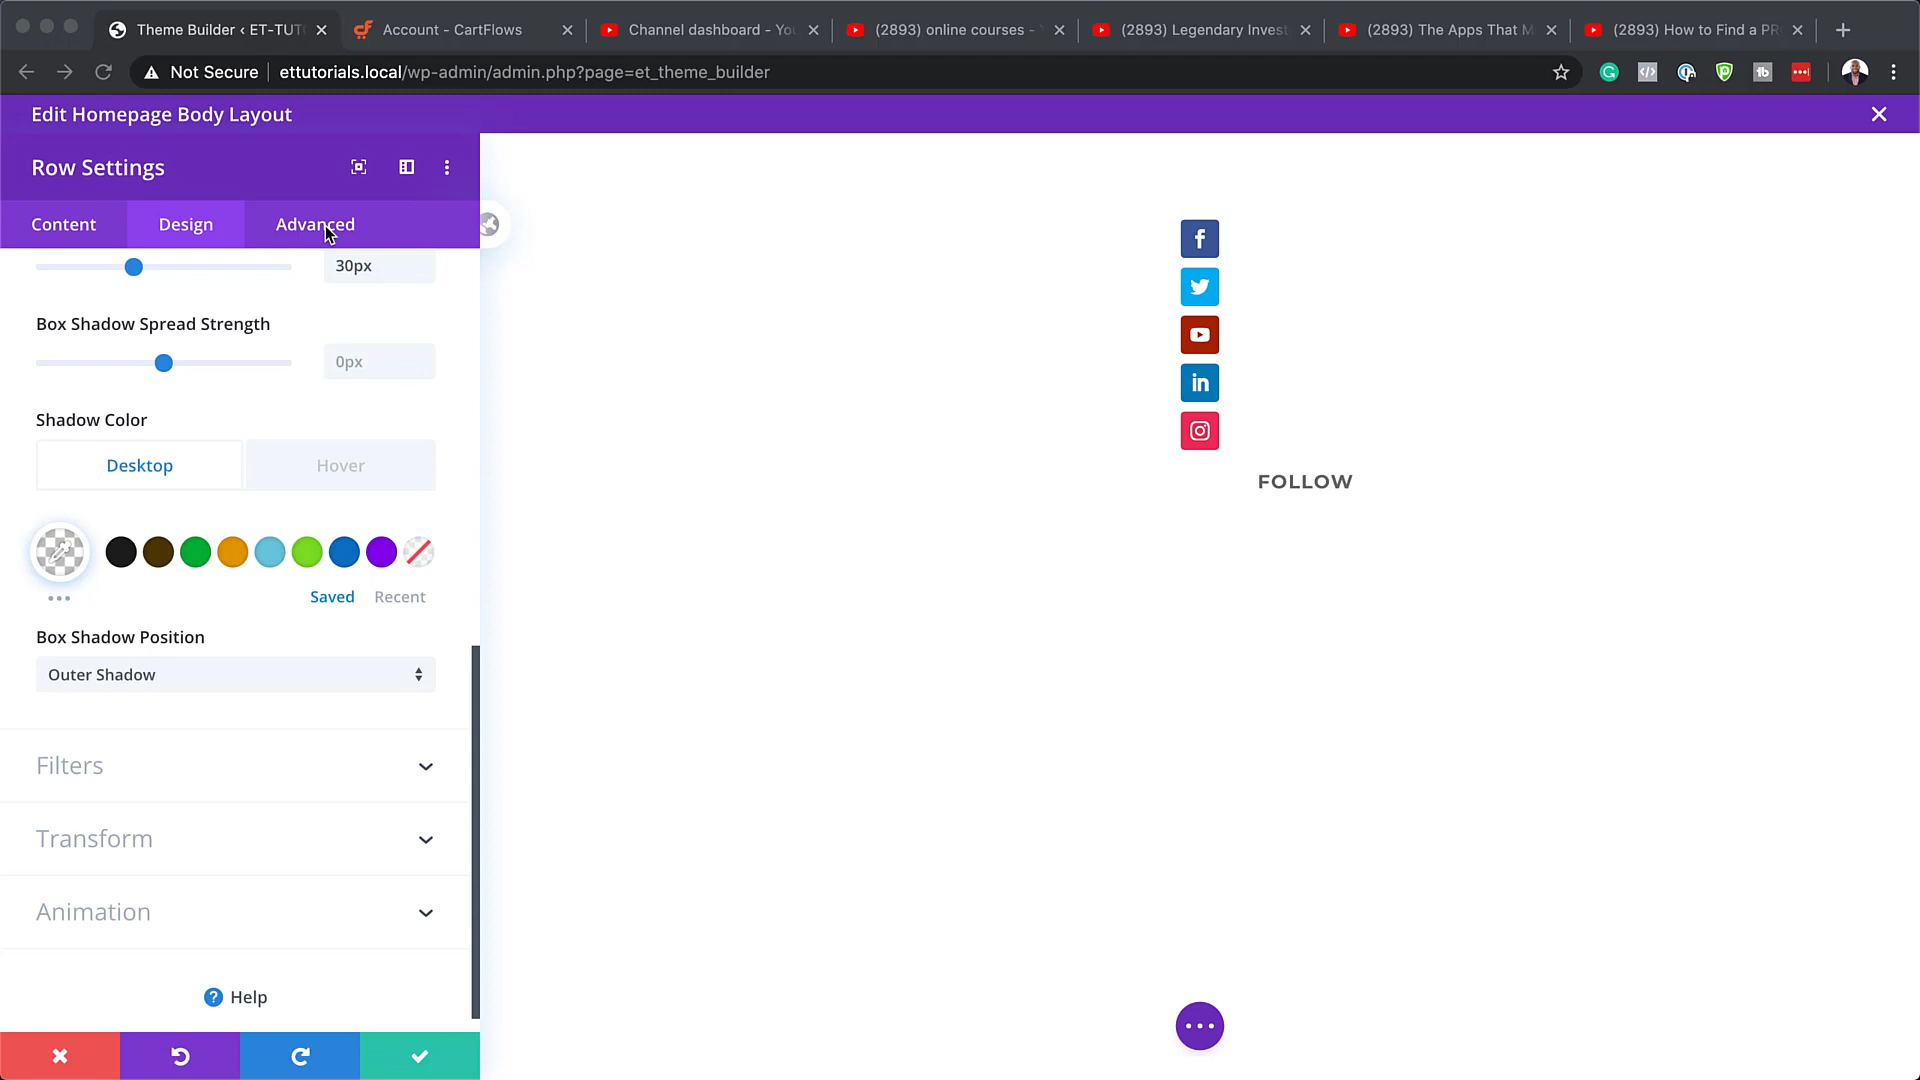 Theme Builder ‹ ET-TUT
Account - CartFlows
Channel dashboard - Yo
(2893) online courses -
(2893) Legendary Invest
(2893) The Apps That M
(2893) How to Find a PR
Not Secure
ettutorials.local/wp-admin/admin.php?page=et_theme_builder
Edit Homepage Body Layout
Row Settings
Content
Design
Advanced
30px
Box Shadow Spread Strength
0px
Shadow Color
Desktop
Hover
Saved
Recent
Box Shadow Position
Outer Shadow
Filters
Transform
Animation
? Help
FOLLOW